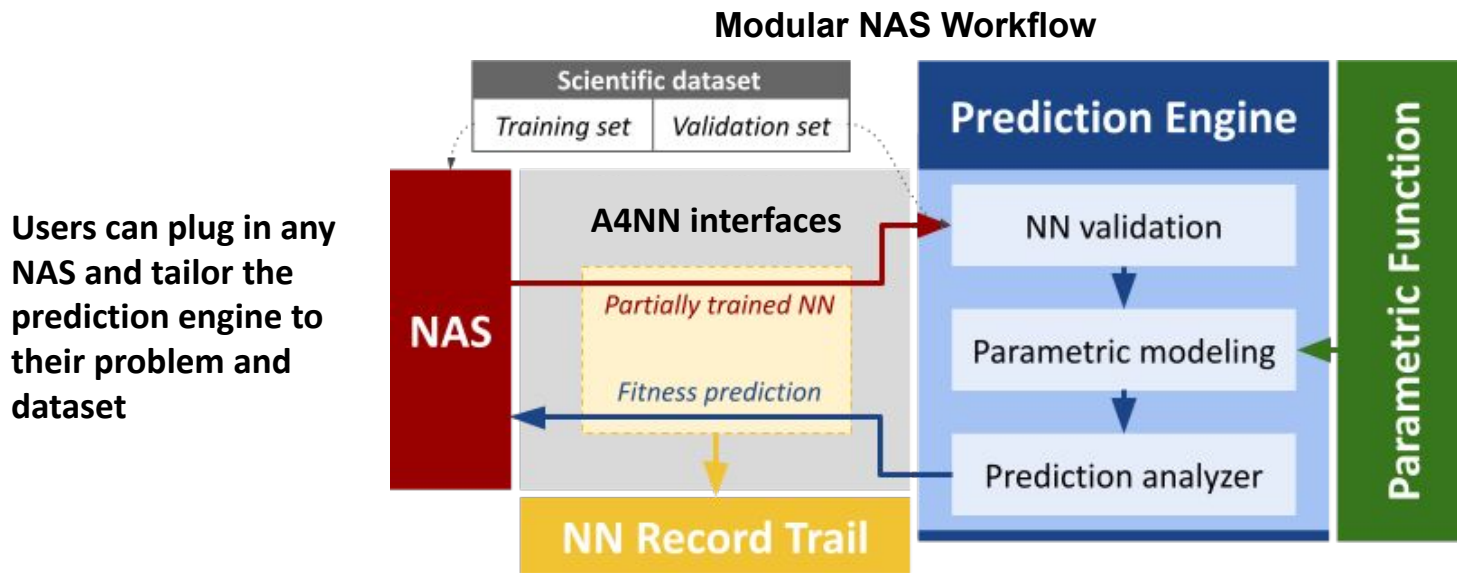 Modular NAS Workflow
Scientific dataset
Training set
Validation set
Users can plug in any
NAS and tailor the
prediction engine to
their problem and
dataset
NAS
A4NN interfaces
Partially trained NN
Fitness prediction
NN Record Trail
Prediction Engine
NN validation
Parametric modeling
Prediction analyzer
Parametric Function